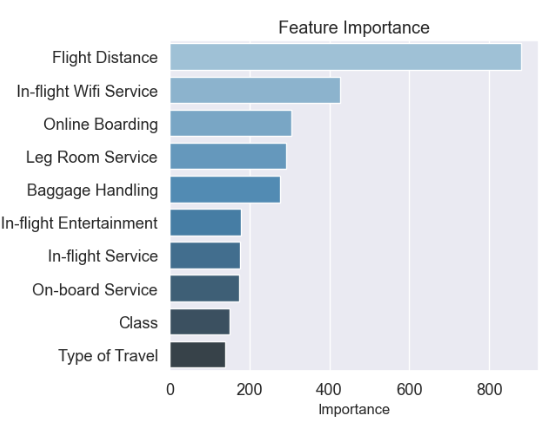 Feature Importance
Flight Distance
In-flight Wifi Service
Online Boarding
Leg Room Service
Baggage Handling
In-flight Entertainment
In-flight Service
On-board Service
Class
Type of Travel
0 200 400 600 800
Importance